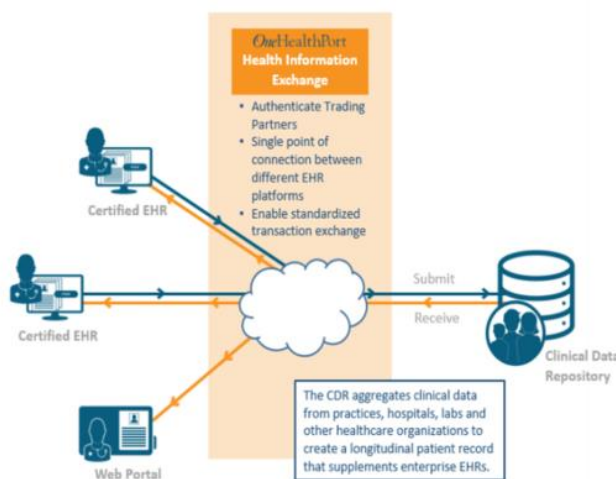 OneHealthPort
Health Information
Exchange
• Authenticate Trading
Partners
• Single point of
connection between
different EHR
platforms
• Enable standardized
transaction exchange
Certified EHR
Certified EHR
Submit
Receive
Clinical Data
Repository
The CDR aggregates clinical data
from practices, hospitals, labs and
other healthcare organizations to
create a longitudinal patient record
that supplements enterprise EHRs.
Web Portal